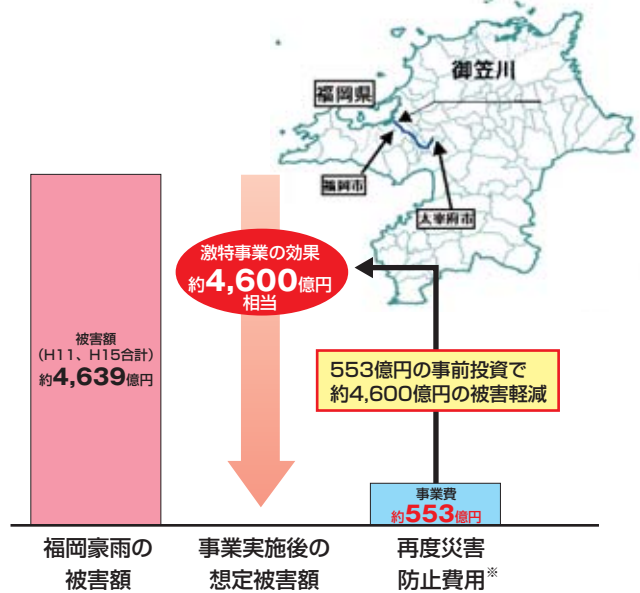 御笠川
福岡県
福岡市
太宰府市
激特事業の効果
約4,600億円
相当
被害額
（H11、H15合計）
約4,639億円
553億円の事前投資で
約4,600億円の被害軽減
事業費
約553億円
福岡豪雨の
被害額
事業実施後の
想定被害額
再度災害
防止費用※